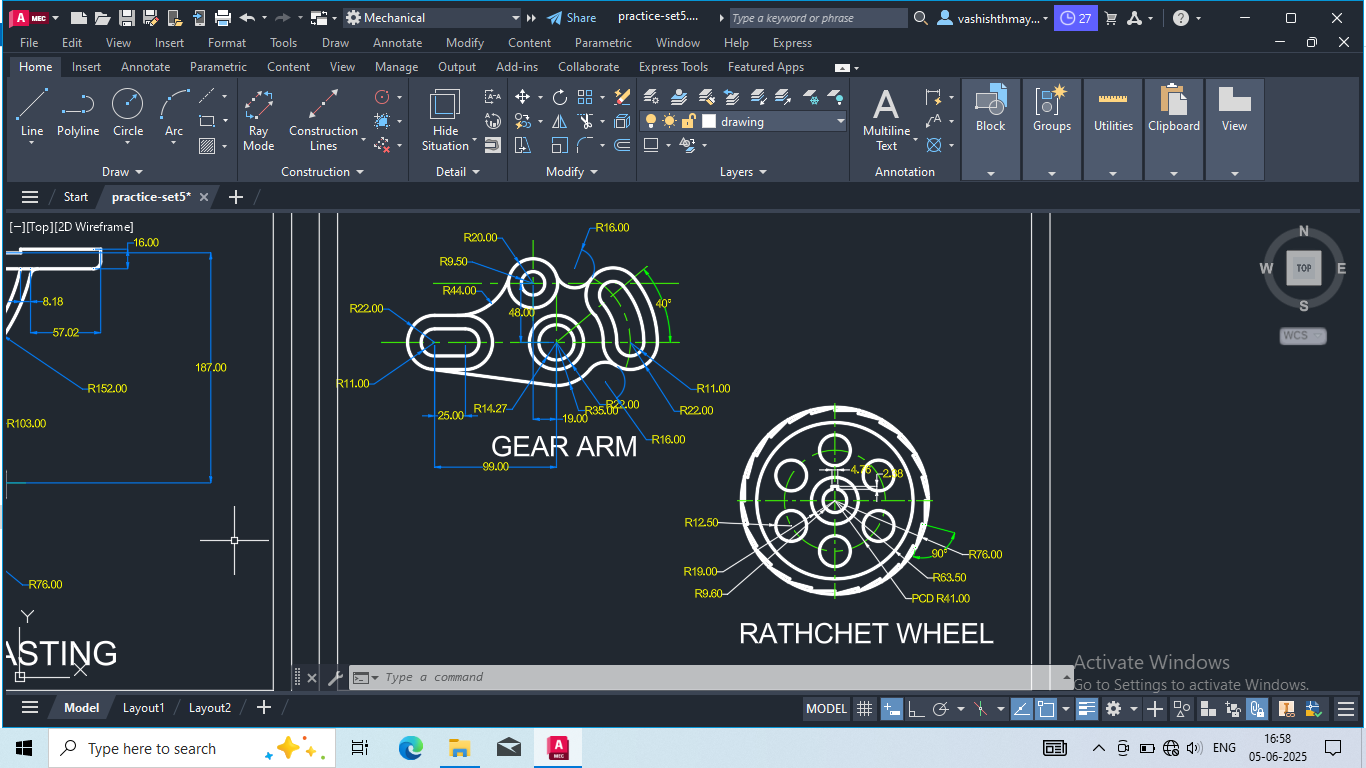 A MEC
Mechanical
Share
practice-set5....
Type a keyword or phrase
vashishthmay...
27
File Edit View Insert Format Tools Draw Annotate Modify Content Parametric Window Help Express
Home Insert Annotate Parametric Content View Manage Output Add-ins Collaborate Express Tools Featured Apps
Line Polyline Circle Arc
Ray Mode
Construction Lines
Hide Situation
drawing
Multiline Text
Block Groups Utilities Clipboard View
Draw Construction Detail Modify Layers Annotation
Start practice-set5*
[−][Top][2D Wireframe]
16.00
8.18
57.02
187.00
R152.00
R103.00
R76.00
ASTING
Y
X
R20.00
R16.00
R9.50
R44.00
R22.00
48.00
40°
R11.00
R14.27
25.00
19.00
R35.00
R22.00
R11.00
R22.00
R16.00
GEAR ARM
99.00
4.76
2.38
R12.50
R19.00
R9.60
90°
R76.00
R63.50
PCD R41.00
RATHCHET WHEEL
N
W TOP E
S
WCS
Type a command
Activate Windows
Go to Settings to activate Windows.
Model Layout1 Layout2
MODEL
Type here to search
A MEC
ENG
16:58
05-06-2025